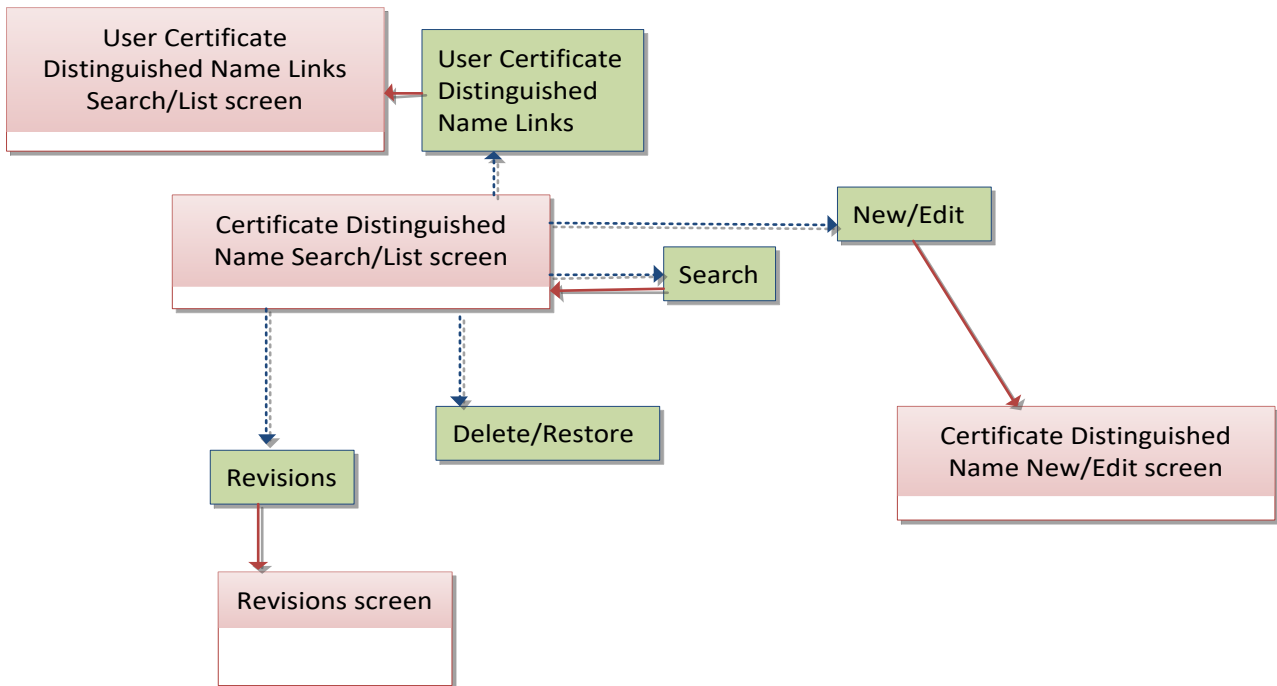 User Certificate
Distinguished Name Links
Search/List screen
User Certificate
Distinguished
Name Links
Certificate Distinguished
Name Search/List screen
New/Edit
Search
Delete/Restore
Certificate Distinguished
Name New/Edit screen
Revisions
Revisions screen